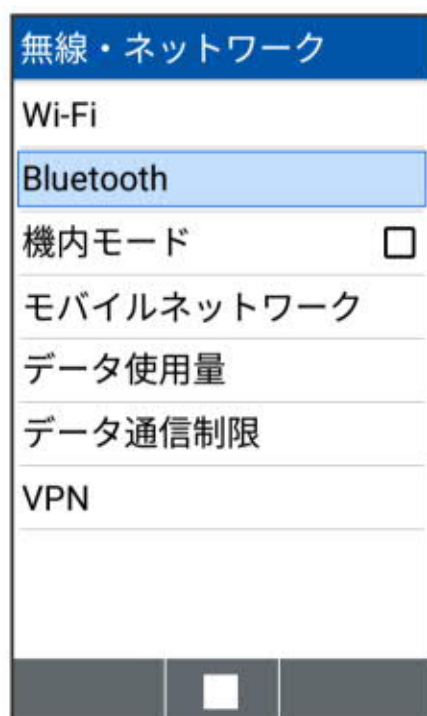 無線・ネットワーク
Wi-Fi
Bluetooth
機内モード
モバイルネットワーク
データ使用量
データ通信制限
VPN